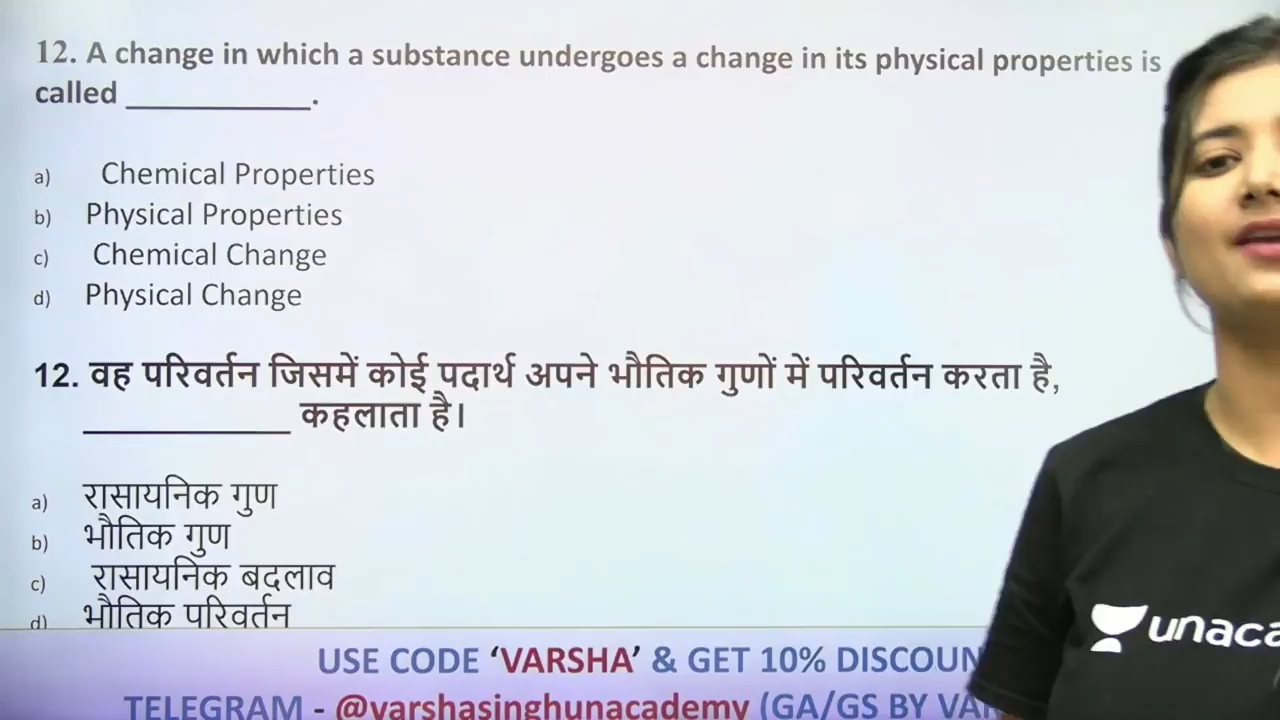 12. A change in which a substance undergoes a change in its physical properties is
called ____________.
a) Chemical Properties
b) Physical Properties
c) Chemical Change
d) Physical Change
12. वह परिवर्तन जिसमें कोई पदार्थ अपने भौतिक गुणों में परिवर्तन करता है,
____________ कहलाता है।
a) रासायनिक गुण
b) भौतिक गुण
c) रासायनिक बदलाव
d) भौतिक परिवर्तन
USE CODE ‘VARSHA’ & GET 10% DISCOUN
TELEGRAM - @varshasinghunacademy (GA/GS BY VAR
unaca